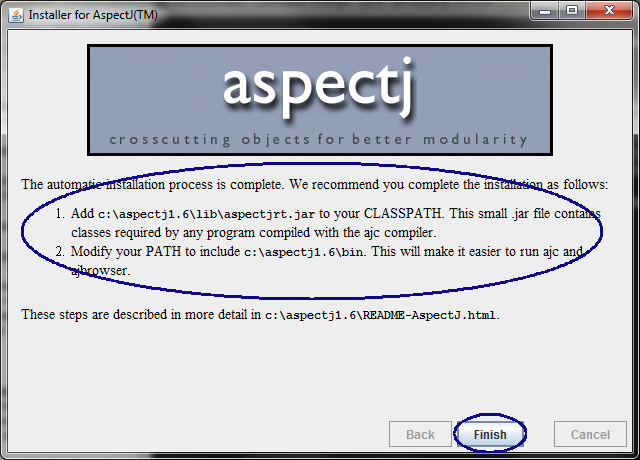 Installer for AspectJ(TM)
aspectj
crosscutting objects for better modularity
The automatic installation process is complete. We recommend you complete the installation as follows:
1. Add c:\aspectj1.6\lib\aspectjrt.jar to your CLASSPATH. This small .jar file contains
classes required by any program compiled with the ajc compiler.
2. Modify your PATH to include c:\aspectj1.6\bin. This will make it easier to run ajc and
ajbrowser.
These steps are described in more detail in c:\aspectj1.6\README-AspectJ.html.
Back Finish Cancel